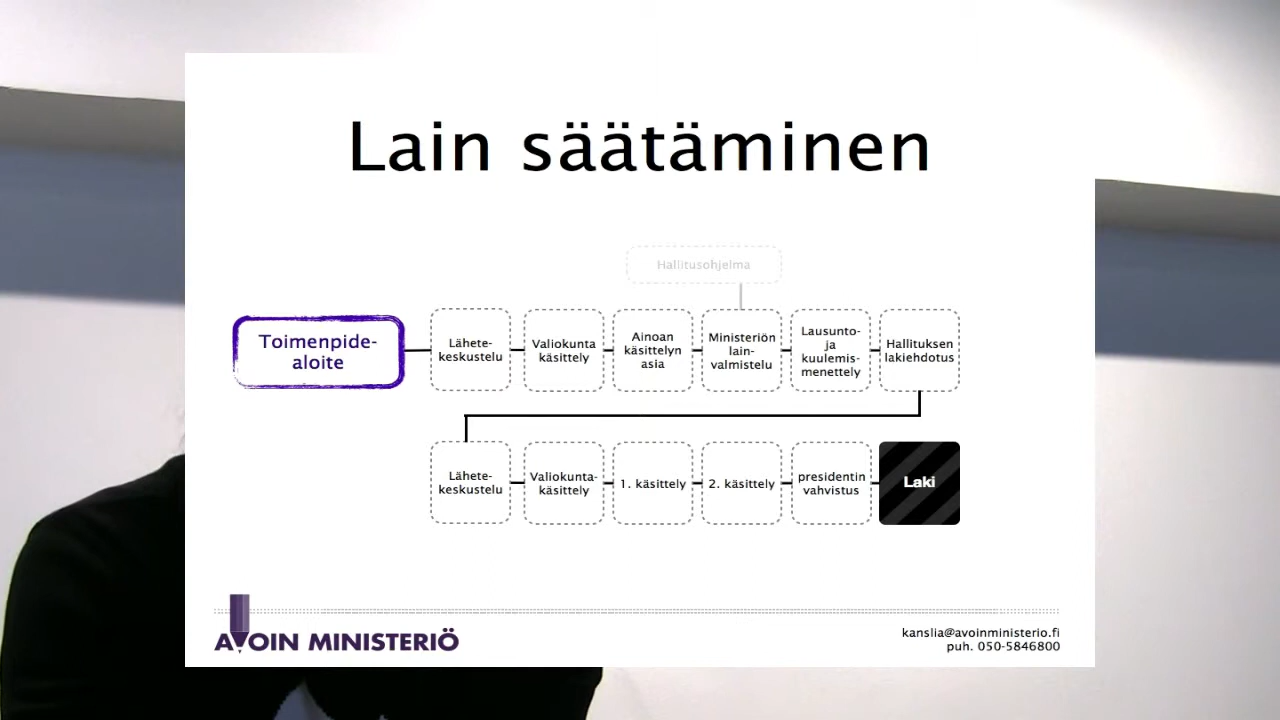 Lain säätäminen
Hallitusohjelma
Toimenpide-
aloite
Lähete-
keskustelu
Valiokunta
käsittely
Ainoan
käsittelyn
asia
Ministeriön
lain-
valmistelu
Lausunto-
ja
kuulemis-
menettely
Hallituksen
lakiehdotus
Lähete-
keskustelu
Valiokunta-
käsittely
1. käsittely
2. käsittely
presidentin
vahvistus
Laki
AVOIN MINISTERIÖ
kanslia@avoinministerio.fi
puh. 050-5846800